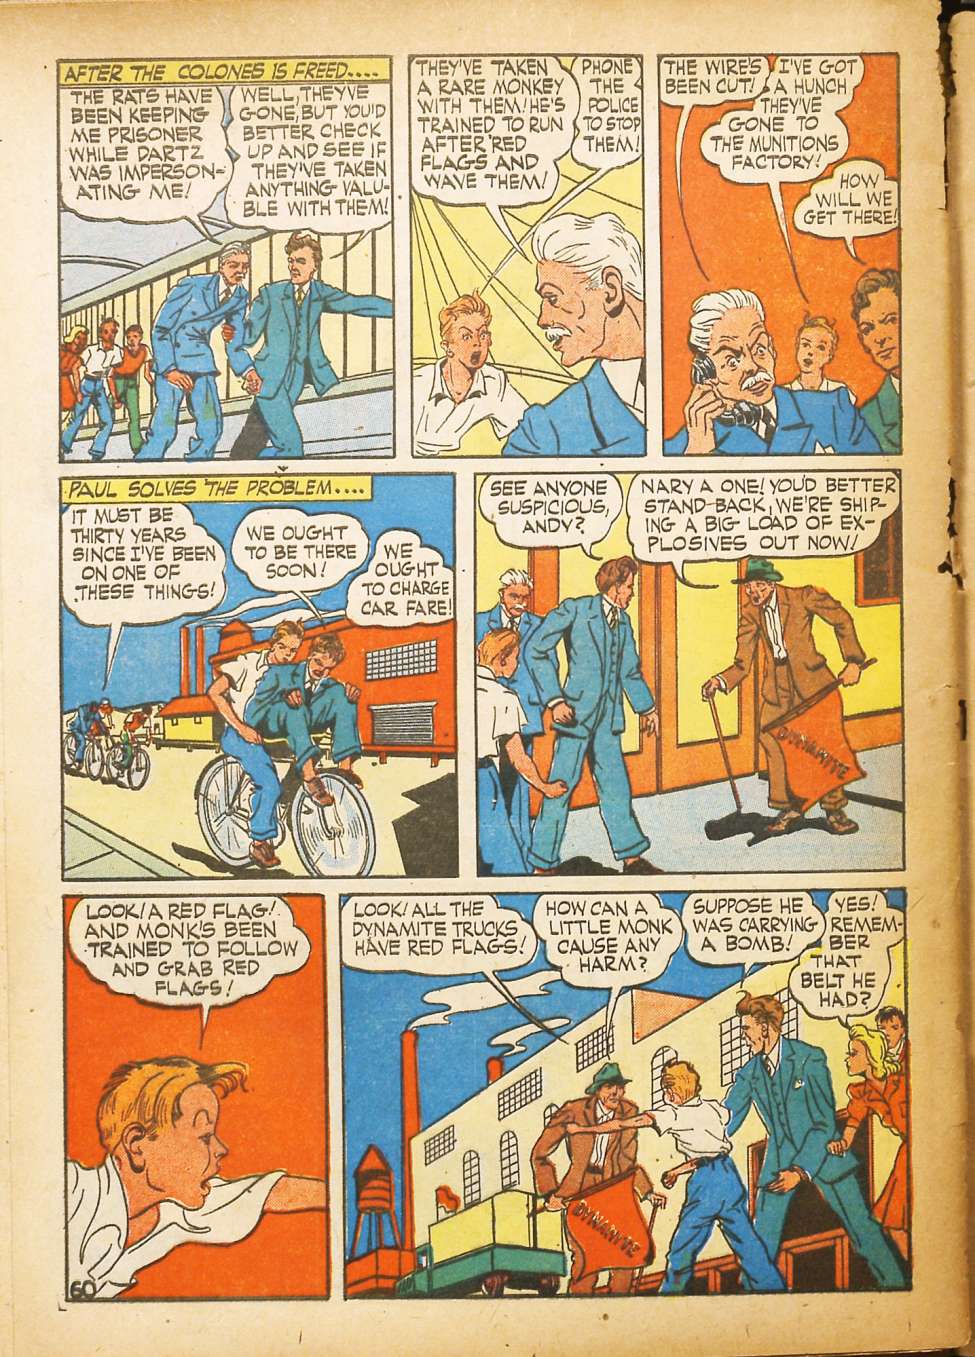 AFTER THE COLONES IS FREED....
THE RATS HAVE
BEEN KEEPING
ME PRISONER
WHILE DARTZ
WAS IMPERSON-
ATING ME!
WELL, THEY'VE
GONE, BUT YOU'D
BETTER CHECK
UP AND SEE IF
THEY'VE TAKEN
ANYTHING VALU-
BLE WITH THEM!
THEY'VE TAKEN
A RARE MONKEY
WITH THEM! HE'S
TRAINED TO RUN
AFTER RED
FLAGS AND
WAVE THEM!
PHONE
THE
POLICE
TO STOP
THEM!
THE WIRE'S
BEEN CUT!
I'VE GOT
A HUNCH
THEY'VE
GONE TO
THE MUNITIONS
FACTORY!
HOW
WILL WE
GET THERE!
PAUL SOLVES THE PROBLEM....
IT MUST BE
THIRTY YEARS
SINCE I'VE BEEN
ON ONE OF
THESE THINGS!
WE OUGHT
TO BE THERE
SOON!
WE
OUGHT
TO CHARGE
CAR FARE!
SEE ANYONE
SUSPICIOUS,
ANDY?
NARY A ONE! YOU'D BETTER
STAND-BACK, WE'RE SHIP-
ING A BIG LOAD OF EX-
PLOSIVES OUT NOW!
DYNAMITE
LOOK! A RED FLAG!
AND MONK'S BEEN
TRAINED TO FOLLOW
AND GRAB RED
FLAGS!
60
LOOK! ALL THE
DYNAMITE TRUCKS
HAVE RED FLAGS!
HOW CAN A
LITTLE MONK
CAUSE ANY
HARM?
SUPPOSE HE
WAS CARRYING
A BOMB!
YES!
REMEM-
BER
THAT
BELT HE
HAD?
DYNAMITE